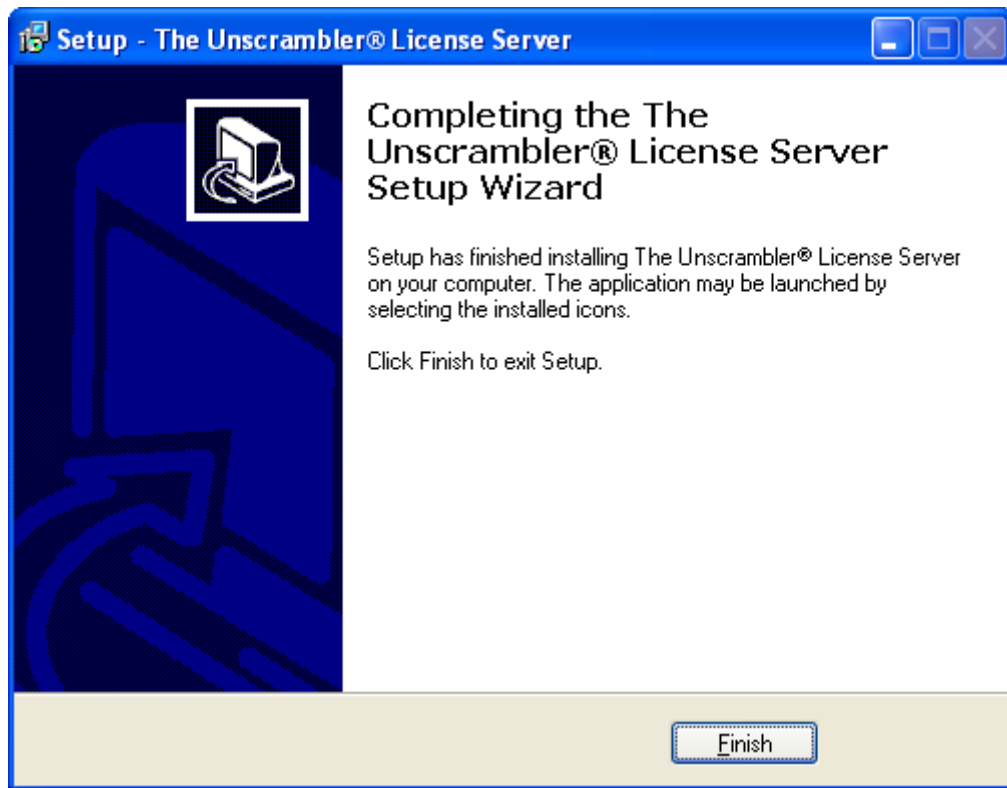 Setup - The Unscrambler® License Server
Completing the The
Unscrambler® License Server
Setup Wizard
Setup has finished installing The Unscrambler® License Server
on your computer. The application may be launched by
selecting the installed icons.
Click Finish to exit Setup.
Finish